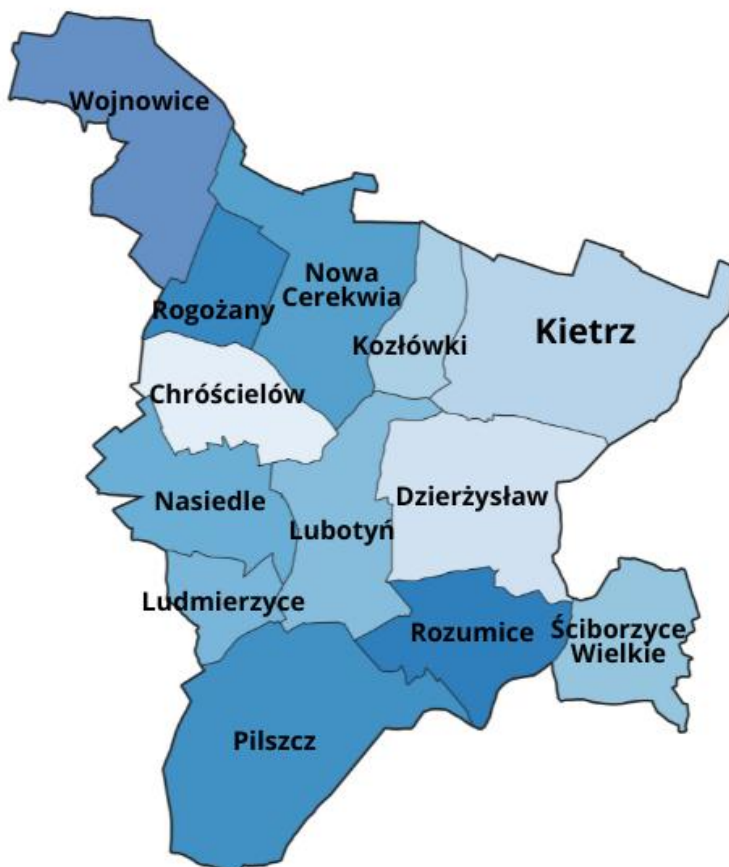 Wojnowice
Nowa
Cerekwia
Rogożany
Kietrz
Kozłówki
Chróścielów
Dzierżysław
Nasiedle
Lubotyń
Ludmierzyce
Rozumice
Ściborzyce
Wielkie
Pilszcz